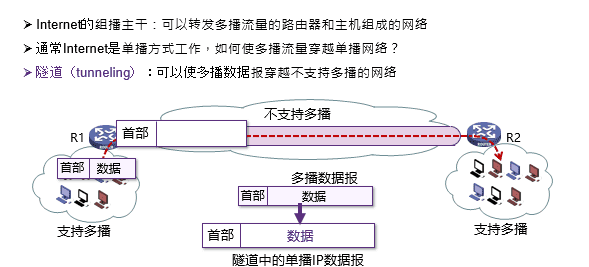 ➢ Internet的组播主干：可以转发多播流量的路由器和主机组成的网络
➢ 通常Internet是单播方式工作，如何使多播流量穿越单播网络？
➢ 隧道（tunneling）：可以使多播数据报穿越不支持多播的网络
不支持多播
R1
首部
R2
首部 数据
多播数据报
首部 数据
支持多播
支持多播
首部 数据
隧道中的单播IP数据报